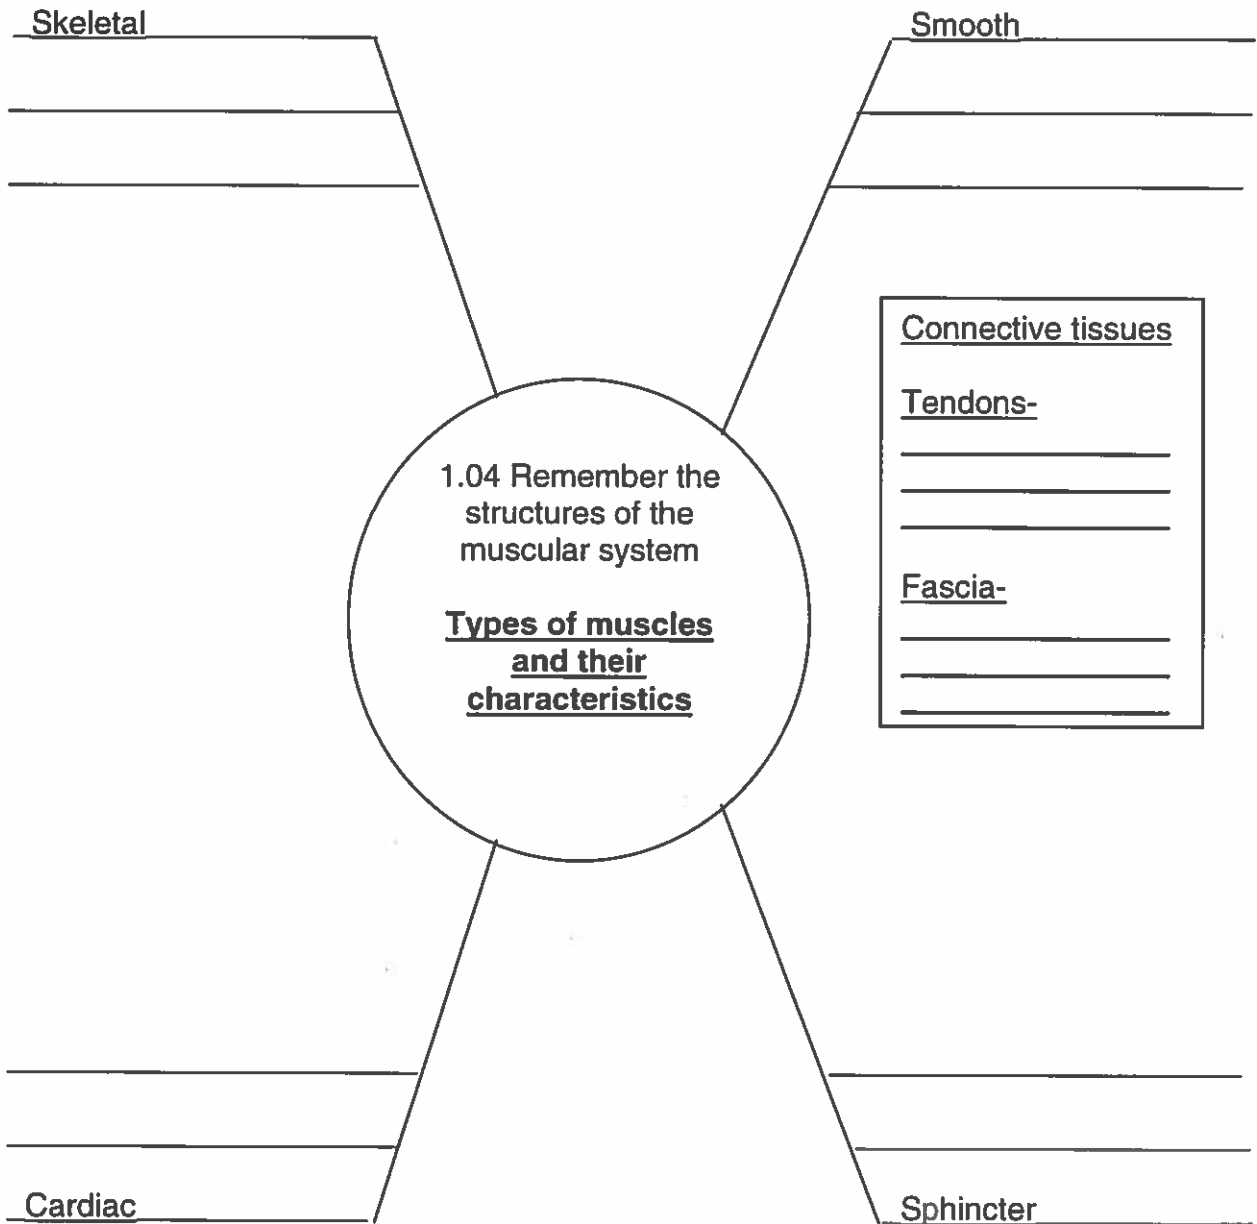 Skeletal
Smooth
Connective tissues
Tendons-
1.04 Remember the
structures of the
muscular system
Fascia-
Types of muscles
and their
characteristics
Cardiac
Sphincter